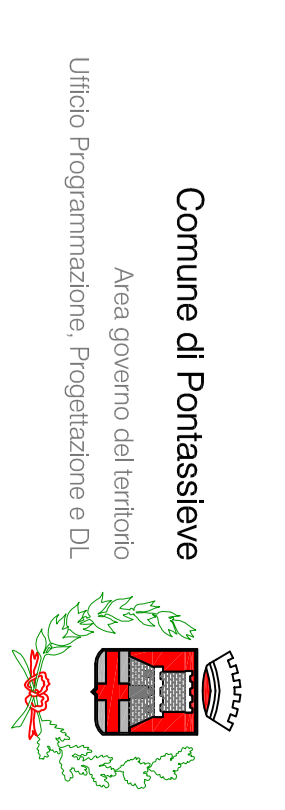 Comune di Pontassieve
Area governo del territorio
Ufficio Programmazione, Progettazione e DL